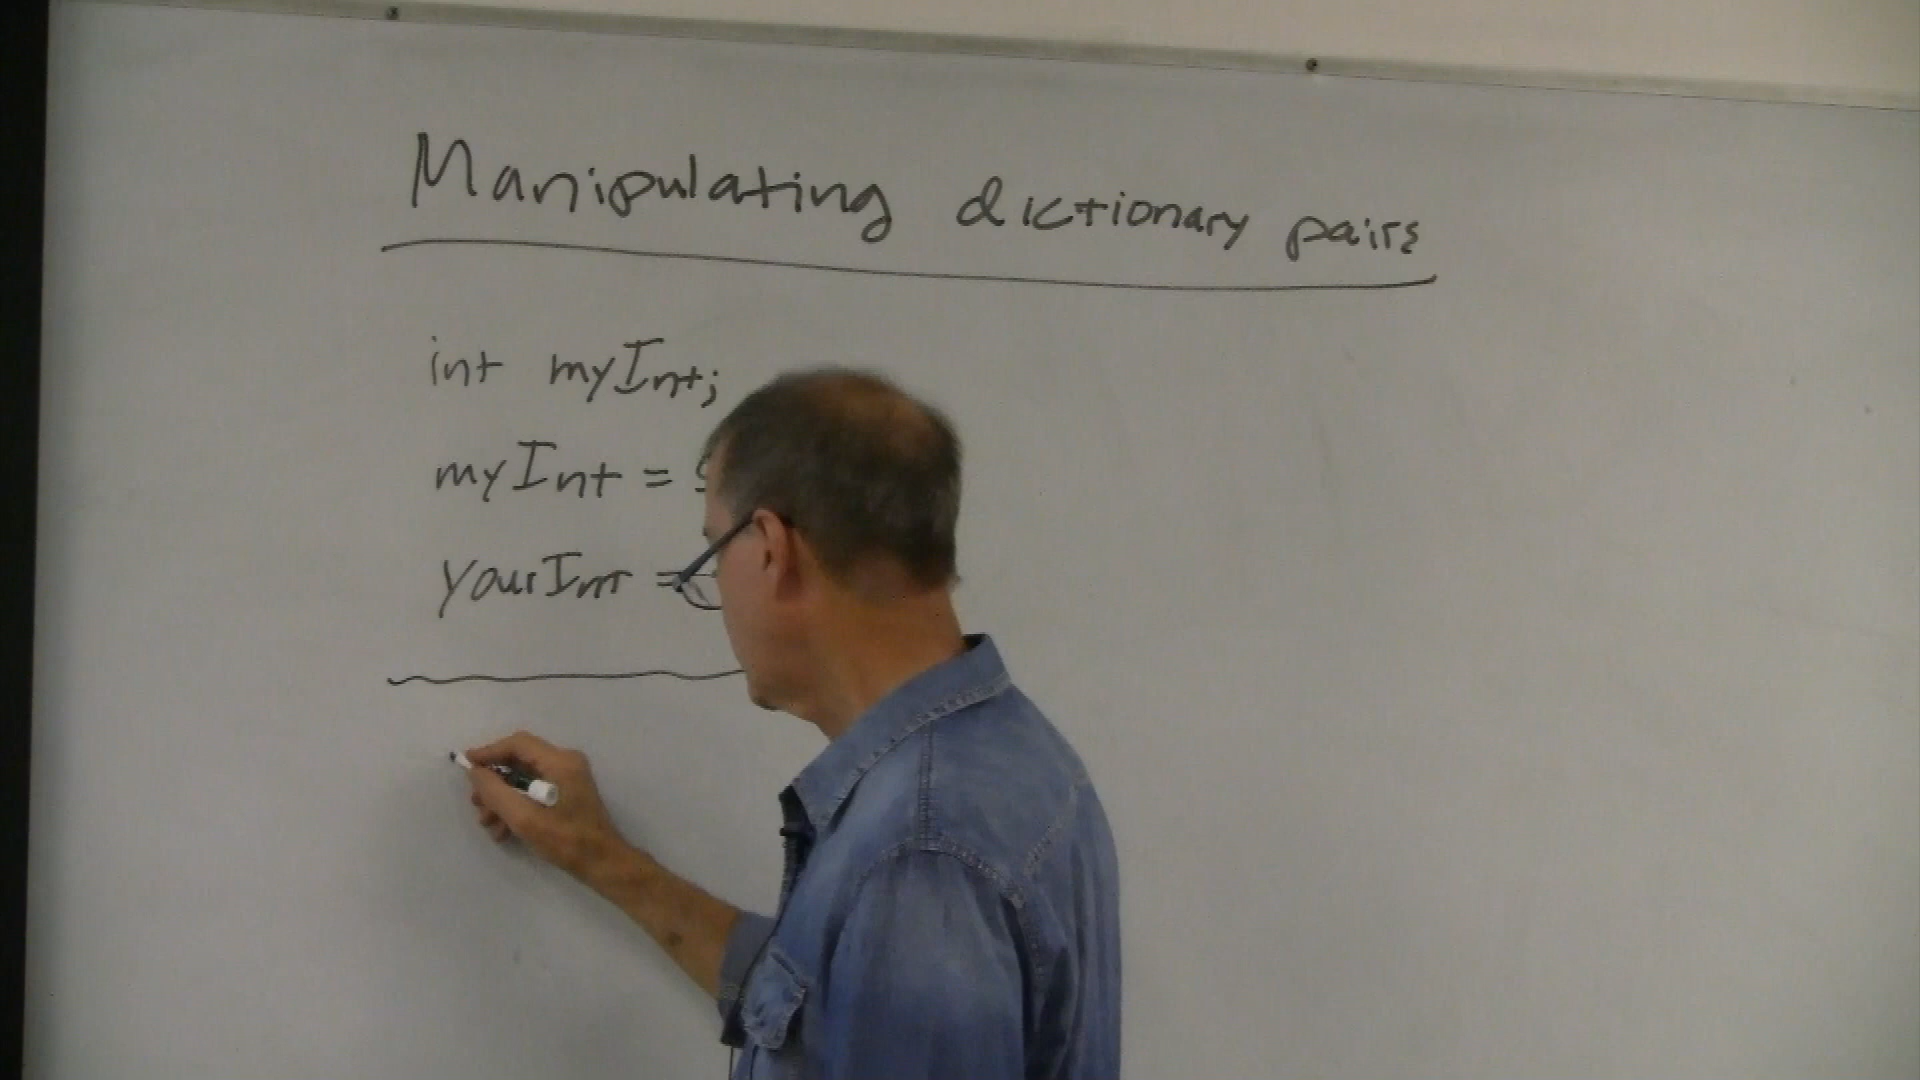 Manipulating dictionary pairs
int myInt;
myInt =
yourInt =